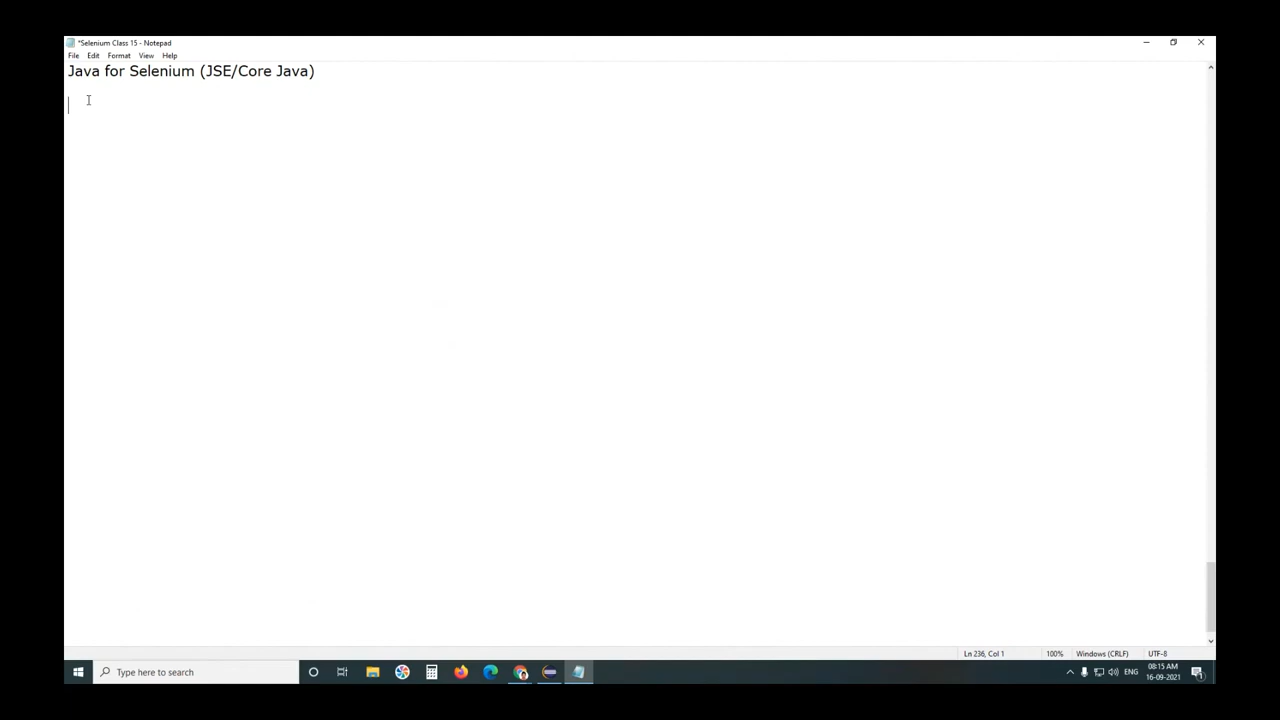 *Selenium Class 15 - Notepad
File Edit Format View Help
Java for Selenium (JSE/Core Java)
Ln 236, Col 1 100% Windows (CRLF) UTF-8
Type here to search
ENG
08:15 AM
16-09-2021